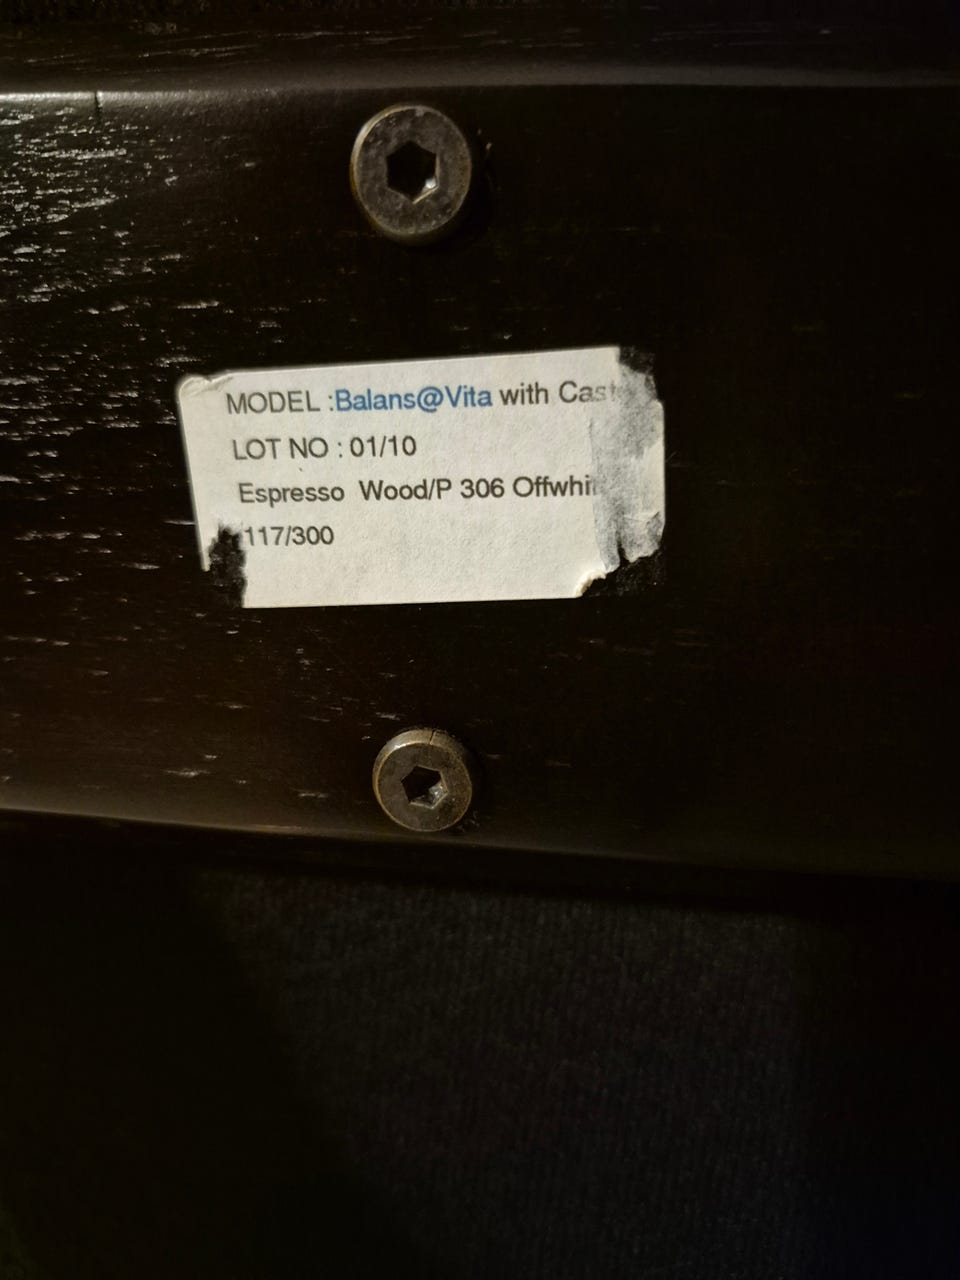 MODEL :Balans@Vita with
LOT NO : 01/10
Espresso Wood/P 306
117/300